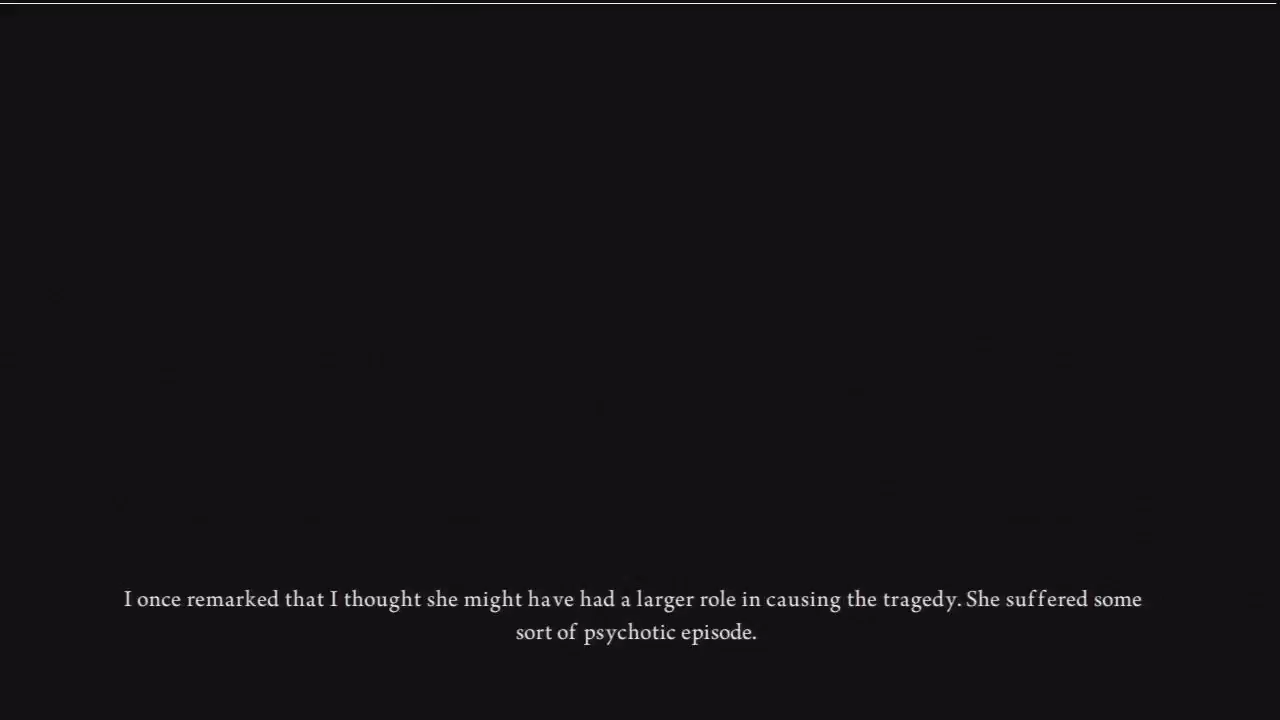 I once remarked that I thought she might have had a larger role in causing the tragedy. She suffered some
sort of psychotic episode.